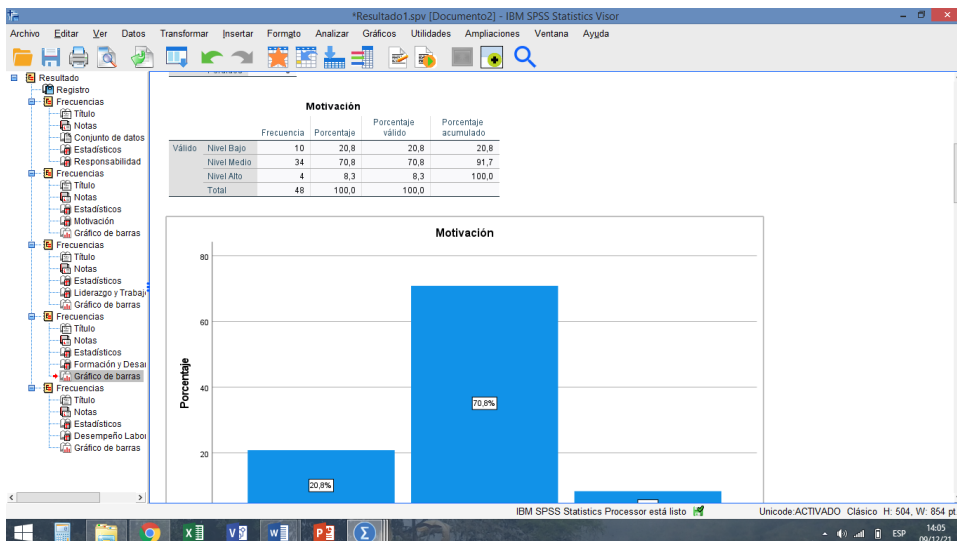 *Resultado1.spv [Documento2] - IBM SPSS Statistics Visor
Archivo Editar Ver Datos Transformar Insertar Formato Analizar Gráficos Utilidades Ampliaciones Ventana Ayuda
Resultado
Registro
Frecuencias
Título
Notas
Conjunto de datos
Estadísticos
Responsabilidad
Frecuencias
Título
Notas
Estadísticos
Motivación
Gráfico de barras
Frecuencias
Título
Notas
Estadísticos
Liderazgo y Trabaj
Gráfico de barras
Frecuencias
Título
Notas
Estadísticos
Formación y Desar
Gráfico de barras
Frecuencias
Título
Notas
Estadísticos
Desempeño Labor
Gráfico de barras
Motivación
Frecuencia Porcentaje Porcentaje válido Porcentaje acumulado
Válido Nivel Bajo 10 20,8 20,8 20,8
Nivel Medio 34 70,8 70,8 91,7
Nivel Alto 4 8,3 8,3 100,0
Total 48 100,0 100,0
Motivación
Porcentaje
80
60
40
20
20,8%
70,8%
IBM SPSS Statistics Processor está listo
Unicode:ACTIVADO Clásico H: 504, W: 854 pt.
ESP
14:05
09/12/21